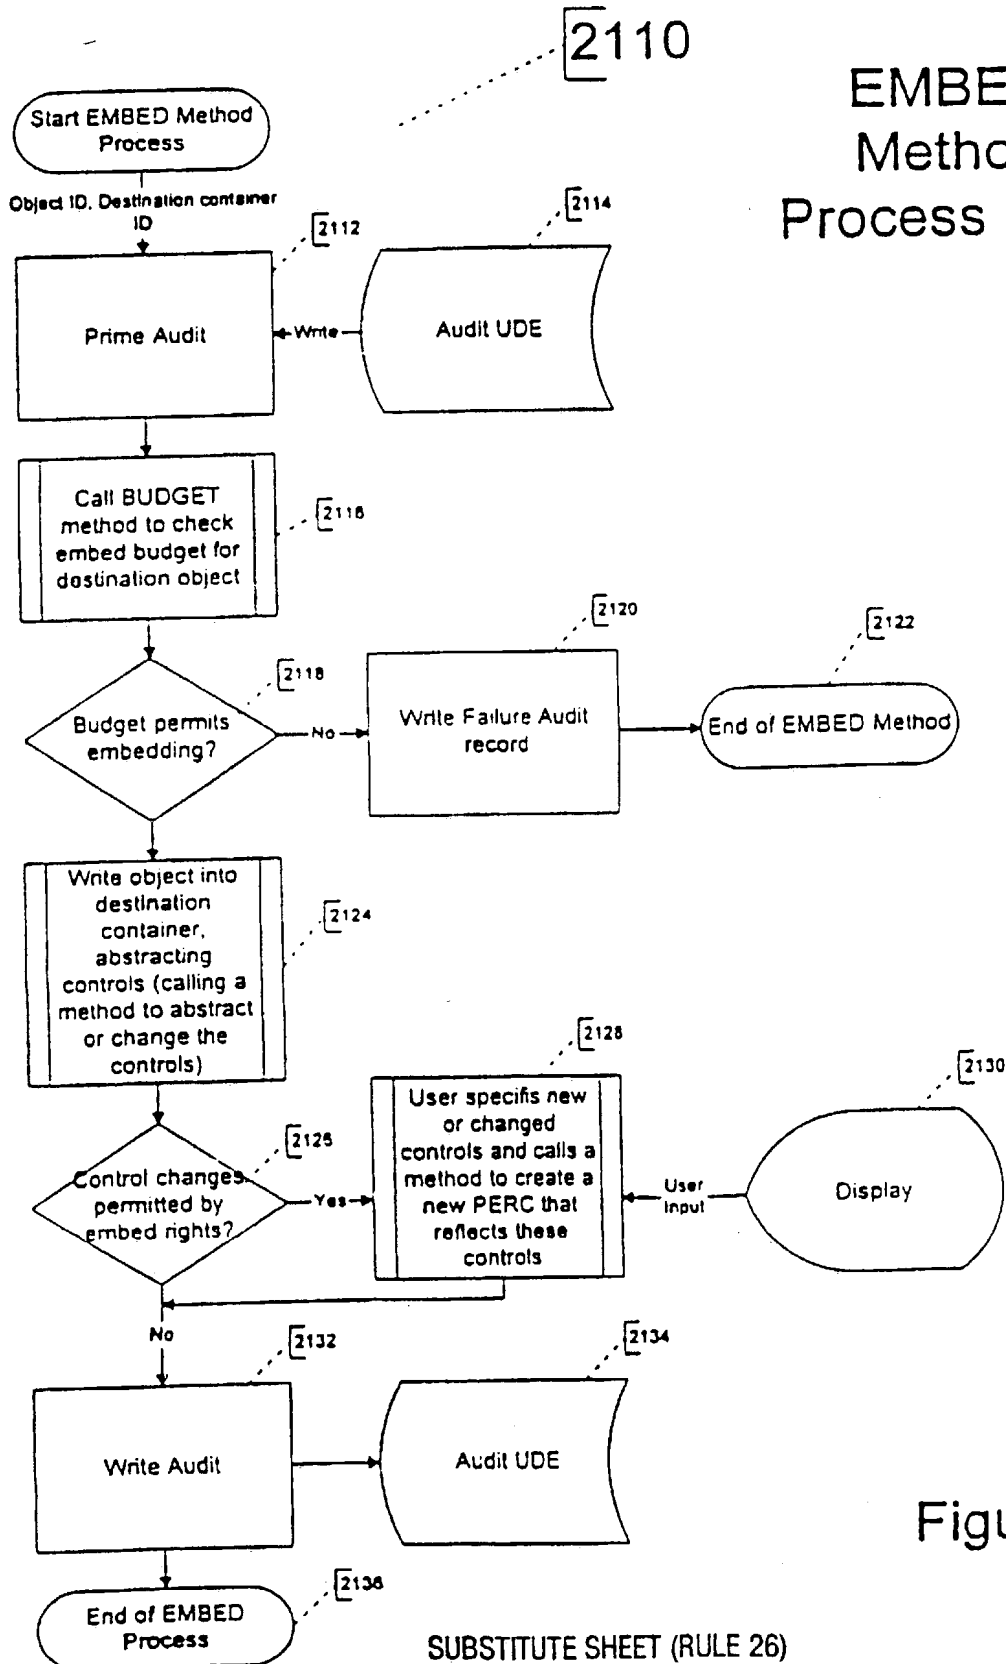 2110
EMBE
Metho
Process
Start EMBED Method
Process
Object ID, Destination container
ID
2112
2114
Prime Audit
Write
Audit UDE
Call BUDGET
method to check
embed budget for
destination object
2116
2118
Budget permits
embedding?
No
2120
Write Failure Audit
record
2122
End of EMBED Method
Write object into
destination
container,
abstracting
controls (calling a
method to abstract
or change the
controls)
2124
2126
Control changes
permitted by
embed rights?
Yes
2128
User specifis new
or changed
controls and calls a
method to create a
new PERC that
reflects these
controls
User
Input
2130
Display
No
2132
Write Audit
2134
Audit UDE
2136
End of EMBED
Process
Figu
SUBSTITUTE SHEET (RULE 26)